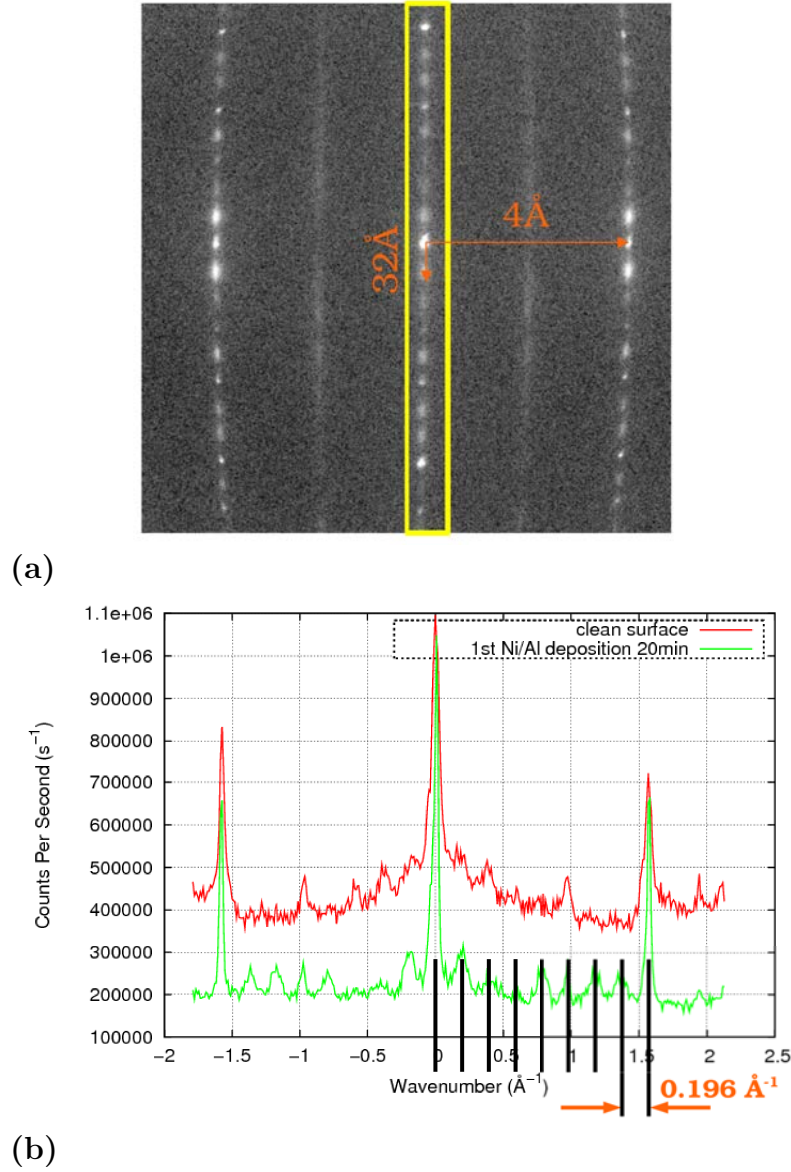 4Å
32Å
(a)
1.1e+06
1e+06
900000
800000
700000
600000
500000
400000
300000
200000
100000
Counts Per Second (s⁻¹)
clean surface
1st Ni/Al deposition 20min
−2 −1.5 −1 −0.5 0 0.5 1 1.5 2 2.5
Wavenumber (Å⁻¹)
0.196 Å⁻¹
(b)